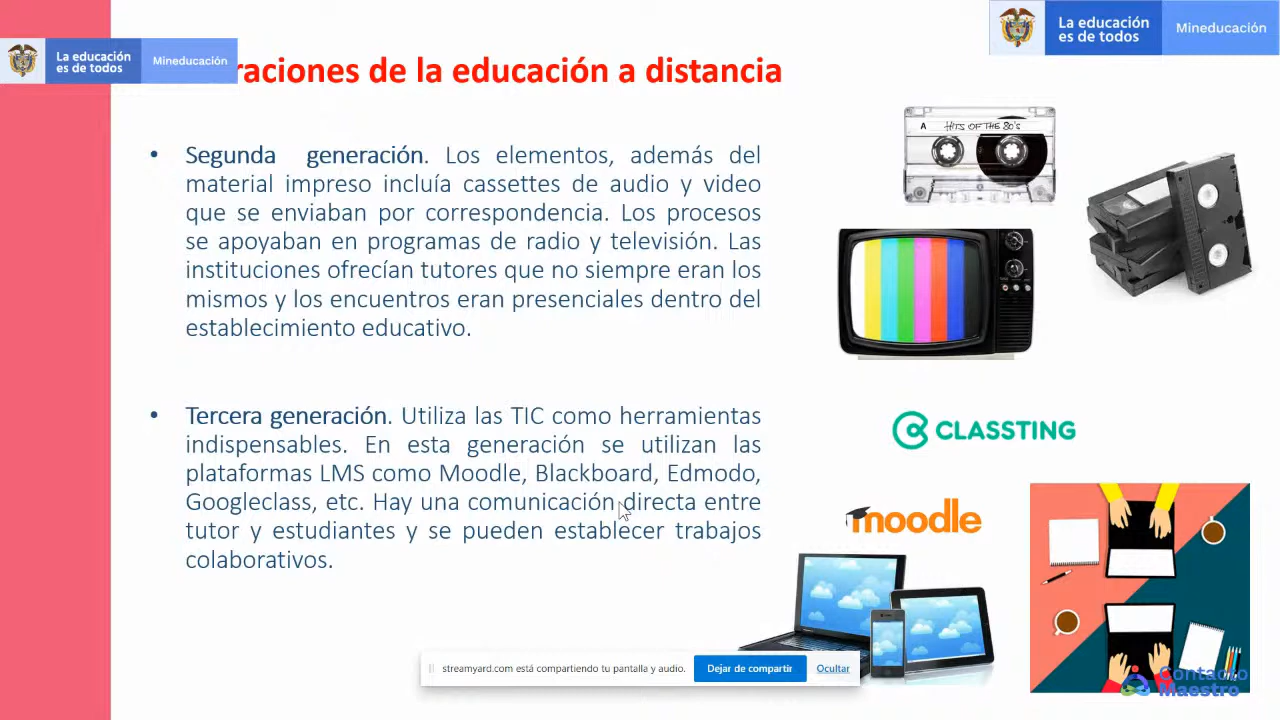 La educación
es de todos
Mineducación
La educación
es de todos
Mineducación
raciones de la educación a distancia
• Segunda generación. Los elementos, además del
material impreso incluía cassettes de audio y video
que se enviaban por correspondencia. Los procesos
se apoyaban en programas de radio y televisión. Las
instituciones ofrecían tutores que no siempre eran los
mismos y los encuentros eran presenciales dentro del
establecimiento educativo.
• Tercera generación. Utiliza las TIC como herramientas
indispensables. En esta generación se utilizan las
plataformas LMS como Moodle, Blackboard, Edmodo,
Googleclass, etc. Hay una comunicación directa entre
tutor y estudiantes y se pueden establecer trabajos
colaborativos.
A HITS OF THE 80's
CLASSTING
moodle
streamyard.com está compartiendo tu pantalla y audio.
Dejar de compartir
Ocultar
Contacto
Maestro